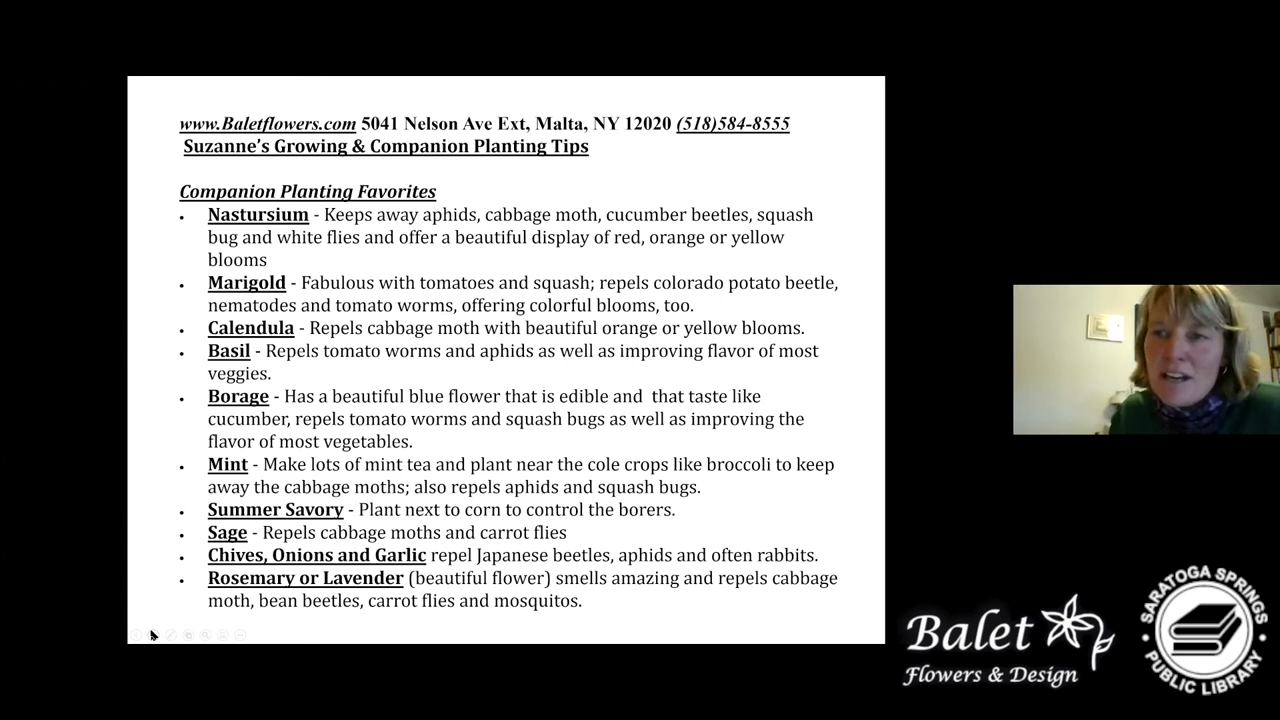 www.Baletflowers.com 5041 Nelson Ave Ext, Malta, NY 12020 (518)584-8555
Suzanne's Growing & Companion Planting Tips
Companion Planting Favorites
• Nastursium - Keeps away aphids, cabbage moth, cucumber beetles, squash
bug and white flies and offer a beautiful display of red, orange or yellow
blooms
• Marigold - Fabulous with tomatoes and squash; repels colorado potato beetle,
nematodes and tomato worms, offering colorful blooms, too.
• Calendula - Repels cabbage moth with beautiful orange or yellow blooms.
• Basil - Repels tomato worms and aphids as well as improving flavor of most
veggies.
• Borage - Has a beautiful blue flower that is edible and  that taste like
cucumber, repels tomato worms and squash bugs as well as improving the
flavor of most vegetables.
• Mint - Make lots of mint tea and plant near the cole crops like broccoli to keep
away the cabbage moths; also repels aphids and squash bugs.
• Summer Savory - Plant next to corn to control the borers.
• Sage - Repels cabbage moths and carrot flies
• Chives, Onions and Garlic repel Japanese beetles, aphids and often rabbits.
• Rosemary or Lavender (beautiful flower) smells amazing and repels cabbage
moth, bean beetles, carrot flies and mosquitos.
Balet
Flowers & Design
SARATOGA SPRINGS
• PUBLIC LIBRARY •